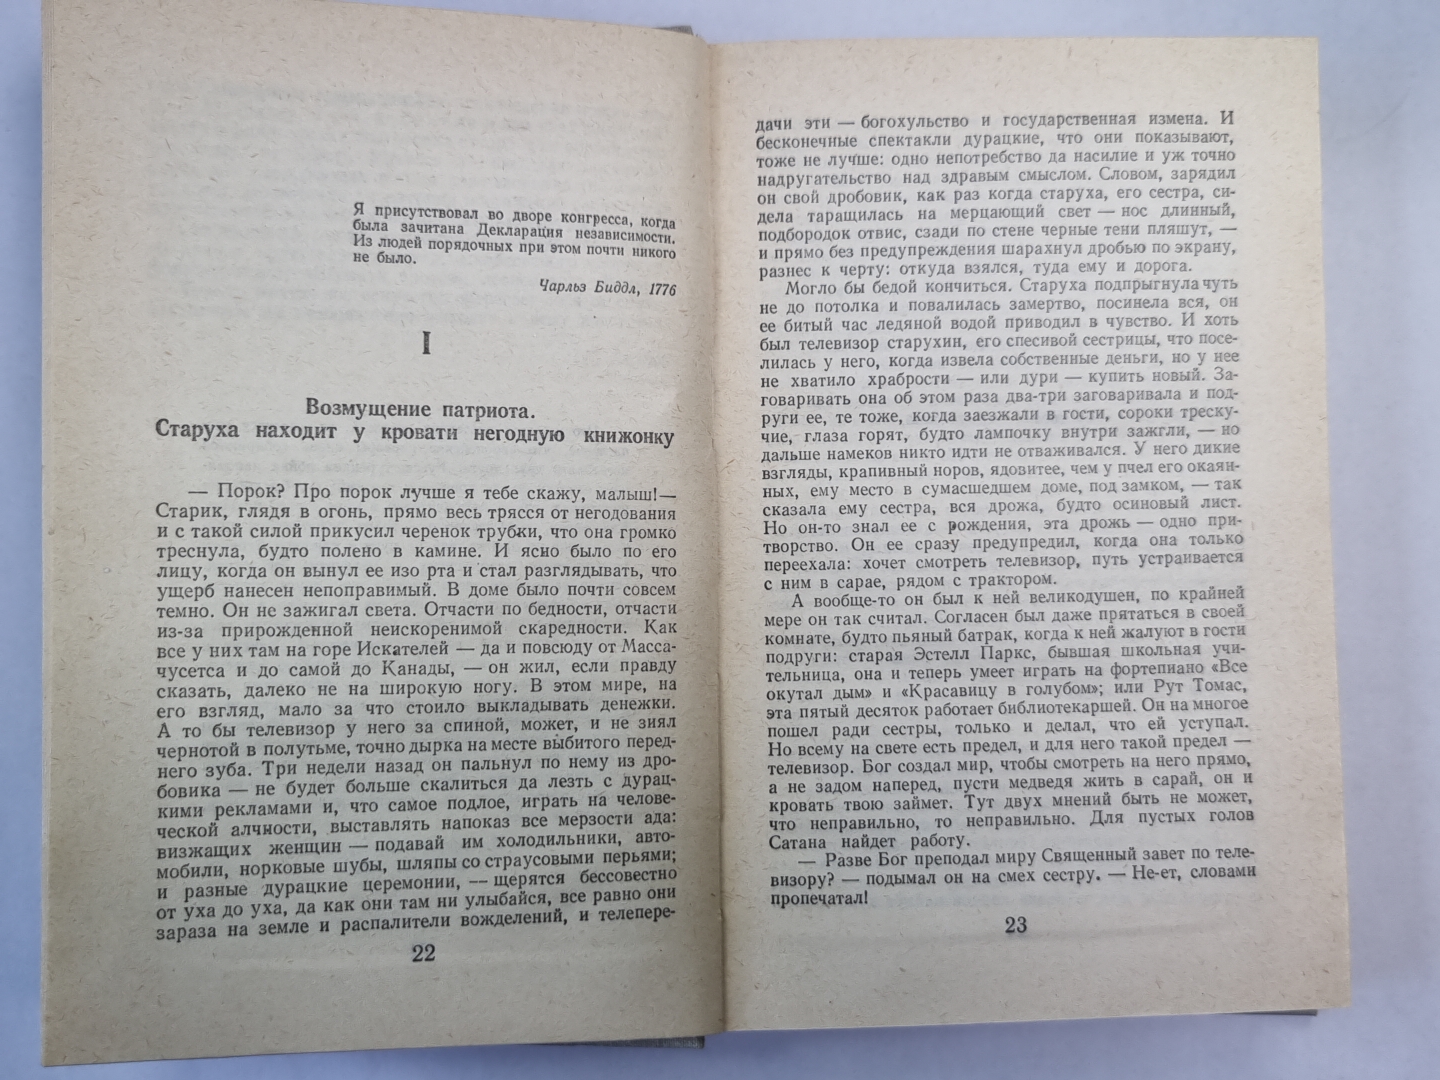 Я присутствовал во дворе конгресса, когда
была зачитана Декларация независимости.
Из людей порядочных при этом почти никого
не было.
Чарльз Биддл, 1776
I
Возмущение патриота.
Старуха находит у кровати негодную книжонку
— Порок? Про порок лучше я тебе скажу, малыш!—
Старик, глядя в огонь, прямо весь трясся от негодования
и с такой силой прикусил черенок трубки, что она громко
треснула, будто полено в камине. И ясно было по его
лицу, когда он вынул ее изо рта и стал разглядывать, что
ущерб нанесен непоправимый. В доме было почти совсем
темно. Он не зажигал света. Отчасти по бедности, отчасти
из-за прирожденной неискоренимой скаредности. Как
все у них там на горе Искателей — да и повсюду от Масса-
чусетса и до самой до Канады, — он жил, если правду
сказать, далеко не на широкую ногу. В этом мире, на
его взгляд, мало за что стоило выкладывать денежки.
А то бы телевизор у него за спиной, может, и не зиял
чернотой в полутьме, точно дырка на месте выбитого перед-
него зуба. Три недели назад он пальнул по нему из дро-
бовика — не будет больше скалиться да лезть с дурац-
кими рекламами и, что самое подлое, играть на челове-
ческой алчности, выставлять напоказ все мерзости ада:
визжащих женщин — подавай им холодильники, авто-
мобили, норковые шубы, шляпы со страусовыми перьями;
и разные дурацкие церемонии, — щерятся бессовестно
от уха до уха, да как они там ни улыбайся, все равно они
зараза на земле и распалители вожделений, и телепере-
22
дачи эти — богохульство и государственная измена. И
бесконечные спектакли дурацкие, что они показывают,
тоже не лучше: одно непотребство да насилие и уж точно
надругательство над здравым смыслом. Словом, зарядил
он свой дробовик, как раз когда старуха, его сестра, си-
дела таращилась на мерцающий свет — нос длинный,
подбородок отвис, сзади по стене черные тени пляшут, —
и прямо без предупреждения шарахнул дробью по экрану,
разнес к черту: откуда взялся, туда ему и дорога.
Могло бы бедой кончиться. Старуха подпрыгнула чуть
не до потолка и повалилась замертво, посинела вся, он
ее битый час ледяной водой приводил в чувство. И хоть
был телевизор старухин, его спесивой сестрицы, что посе-
лилась у него, когда извела собственные деньги, но у нее
не хватило храбрости — или дури — купить новый. За-
говаривать она об этом раза два-три заговаривала и под-
руги ее, те тоже, когда заезжали в гости, сороки треску-
чие, глаза горят, будто лампочку внутри зажгли, — но
дальше намеков никто идти не отваживался. У него дикие
взгляды, крапивный норов, ядовитее, чем у пчел его окаян-
ных, ему место в сумасшедшем доме, под замком, — так
сказала ему сестра, вся дрожа, будто осиновый лист.
Но он-то знал ее с рождения, эта дрожь — одно при-
творство. Он ее сразу предупредил, когда она только
переехала: хочет смотреть телевизор, путь устраивается
с ним в сарае, рядом с трактором.
А вообще-то он был к ней великодушен, по крайней
мере он так считал. Согласен был даже прятаться в своей
комнате, будто пьяный батрак, когда к ней жалуют в гости
подруги: старая Эстелл Паркс, бывшая школьная учи-
тельница, она и теперь умеет играть на фортепиано «Все
окутал дым» и «Красавицу в голубом»; или Рут Томас,
эта пятый десяток работает библиотекаршей. Он на многое
пошел ради сестры, только и делал, что ей уступал.
Но всему на свете есть предел, и для него такой предел —
телевизор. Бог создал мир, чтобы смотреть на него прямо,
а не задом наперед, пусти медведя жить в сарай, он и
кровать твою займет. Тут двух мнений быть не может,
что неправильно, то неправильно. Для пустых голов
Сатана найдет работу.
— Разве Бог преподал миру Священный завет по теле-
визору? — подымал он на смех сестру. — Не-ет, словами
пропечатал!
23